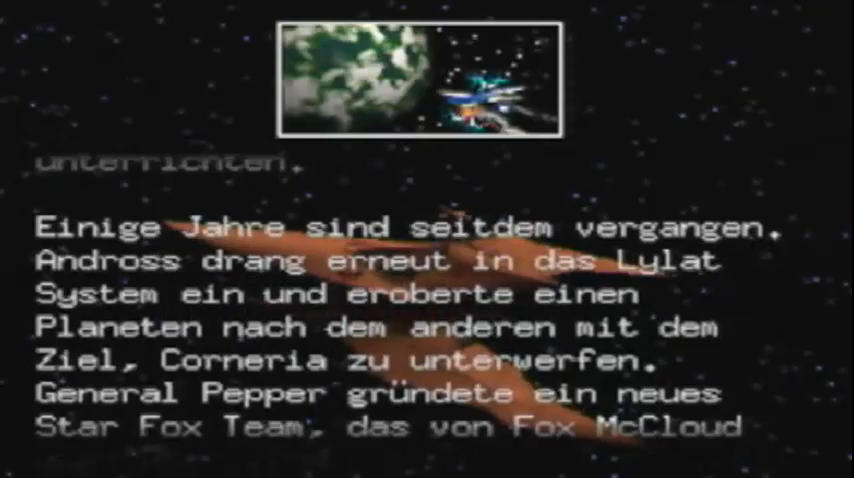 unterrichten.
Einige Jahre sind seitdem vergangen.
Andross drang erneut in das Lylat
System ein und eroberte einen
Planeten nach dem anderen mit dem
Ziel, Corneria zu unterwerfen.
General Pepper gründete ein neues
Star Fox Team, das von Fox McCloud